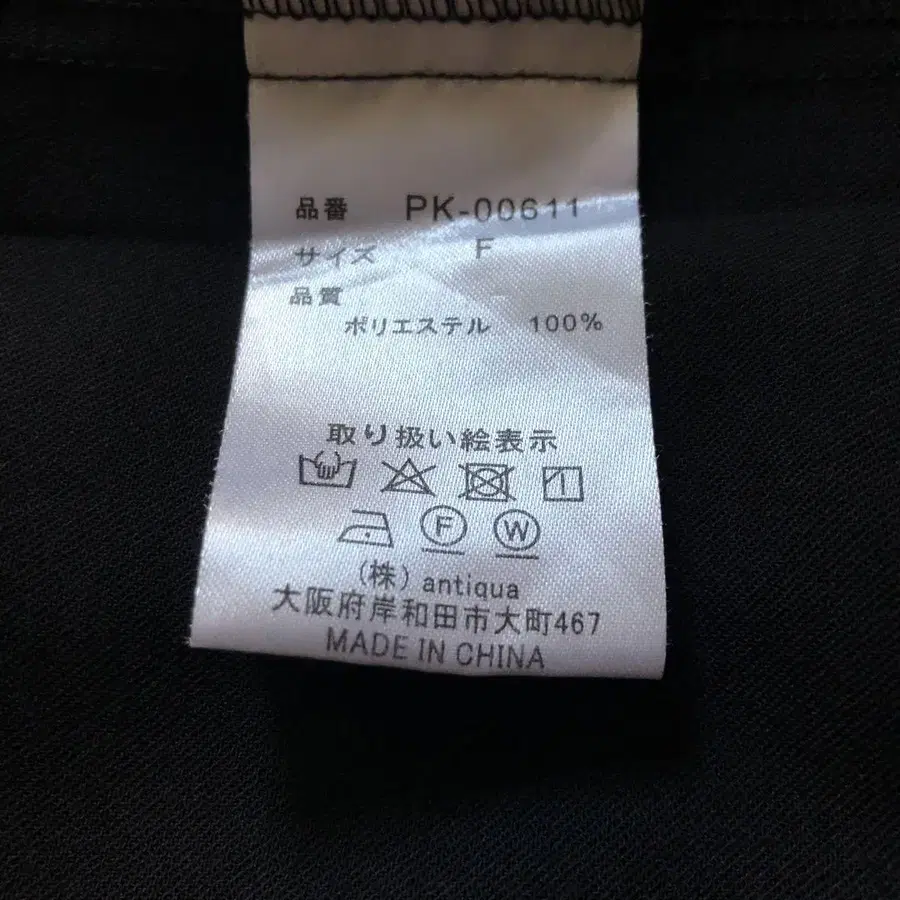 品番 PK-00611
サイズ F
品質
ポリエステル 100%
取り扱い絵表示
F W
(株) antiqua
大阪府岸和田市大町467
MADE IN CHINA